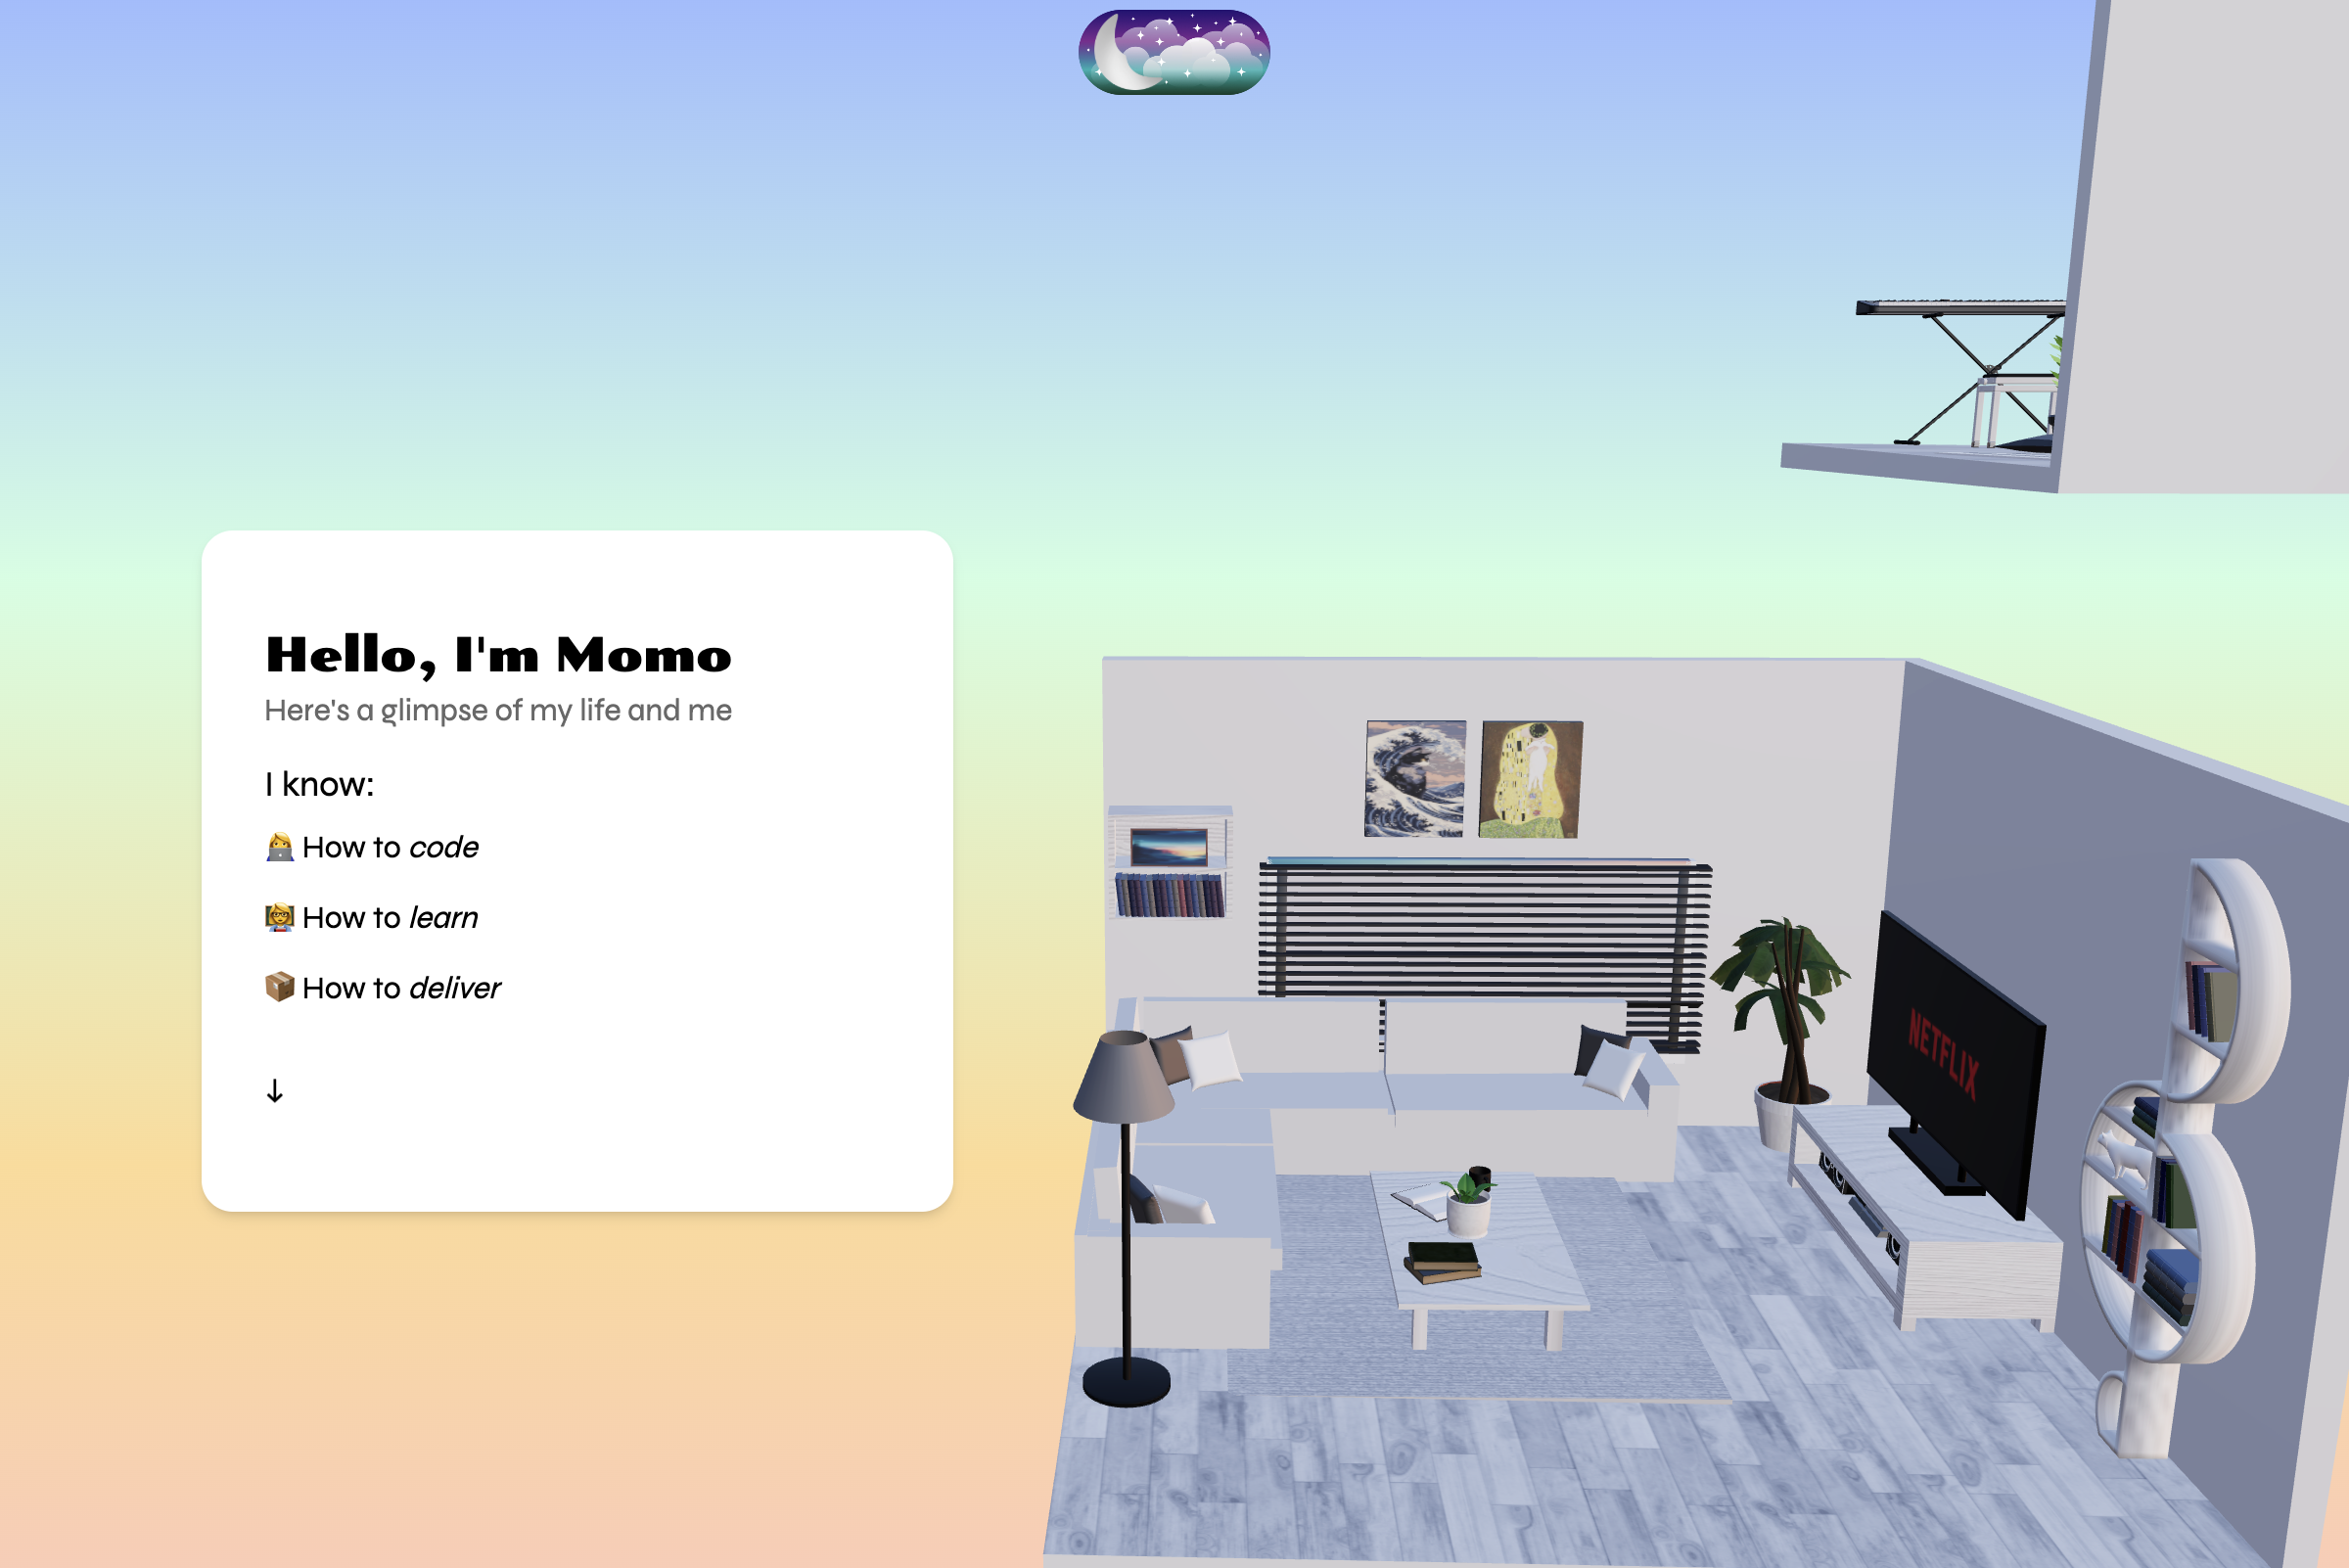 Hello, I'm Momo
Here's a glimpse of my life and me
I know:
👩‍💻 How to code
👩‍🏫 How to learn
📦 How to deliver
↓
NETFLIX